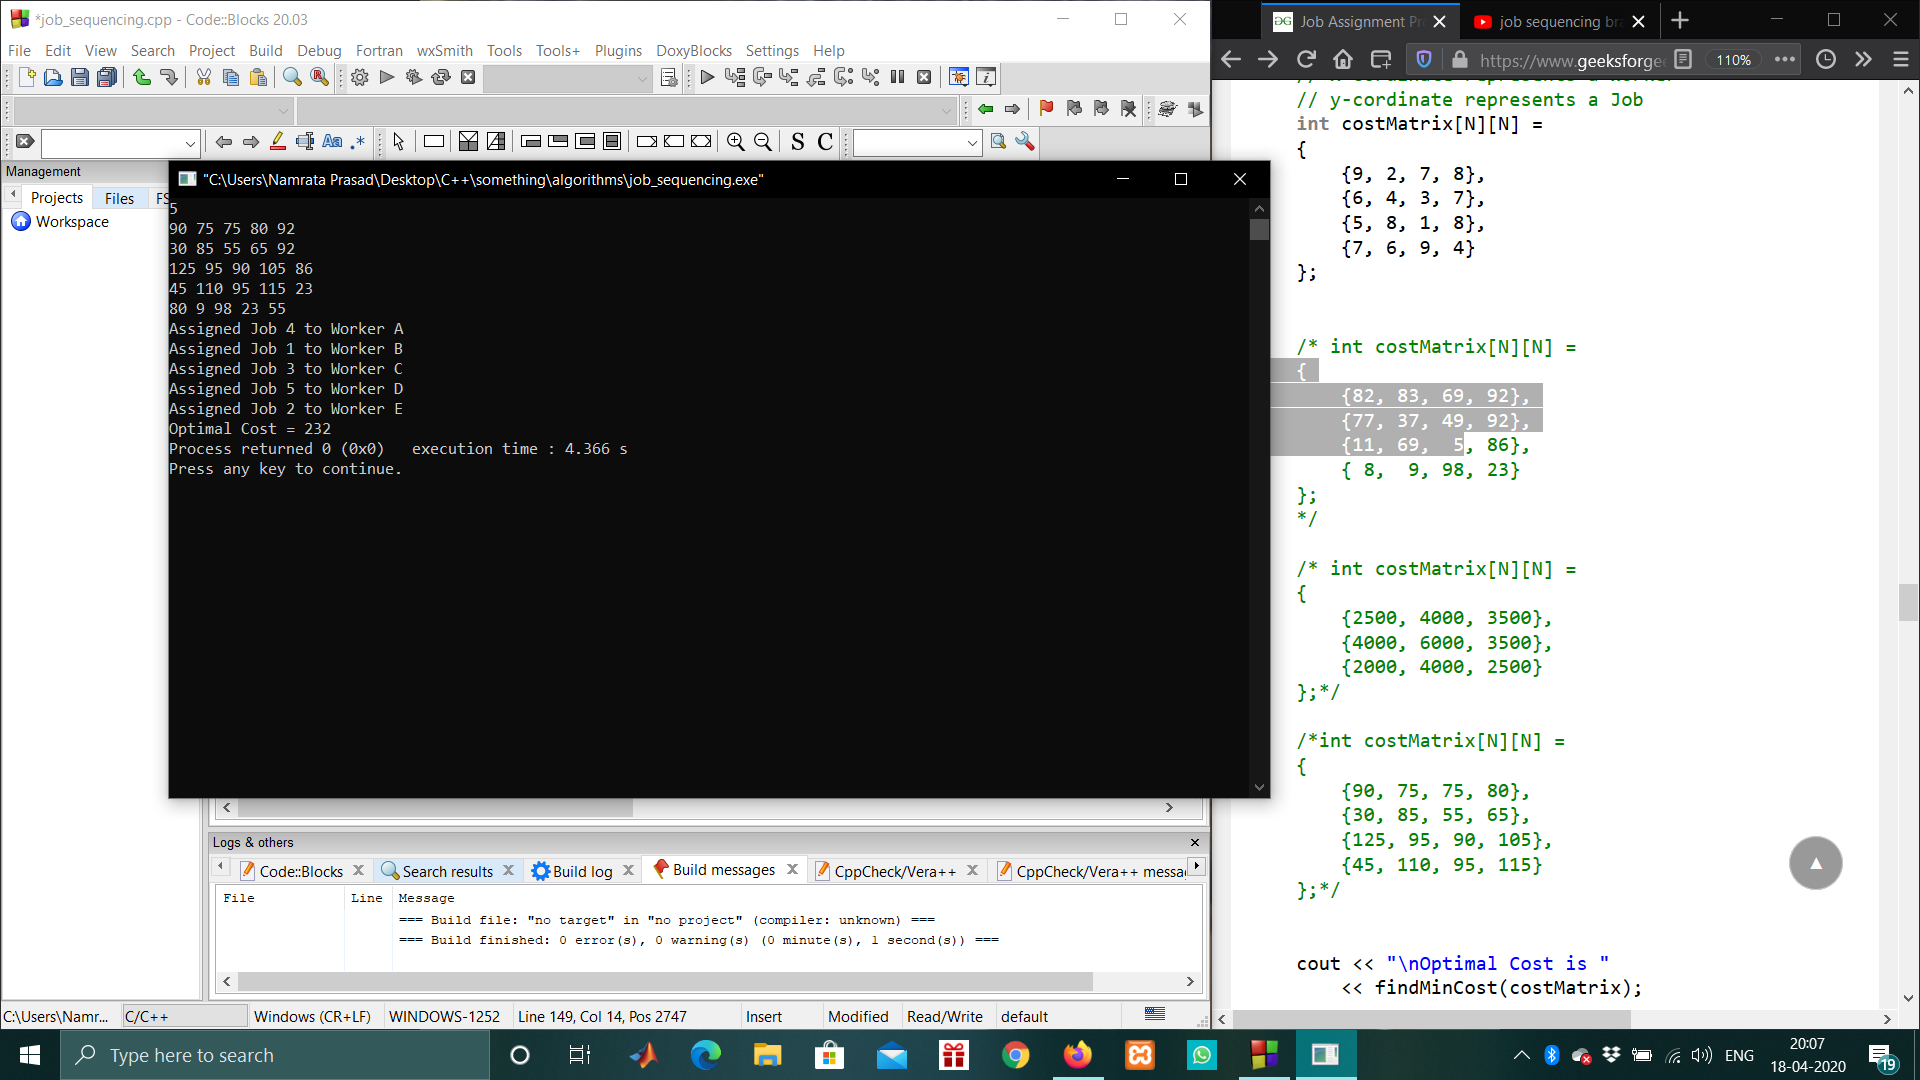 *job_sequencing.cpp - Code::Blocks 20.03
File Edit View Search Project Build Debug Fortran wxSmith Tools Tools+ Plugins DoxyBlocks Settings Help
Management
Projects Files FS
Workspace
"C:\Users\Namrata Prasad\Desktop\C++\something\algorithms\job_sequencing.exe"
5
90 75 75 80 92
30 85 55 65 92
125 95 90 105 86
45 110 95 115 23
80 9 98 23 55
Assigned Job 4 to Worker A
Assigned Job 1 to Worker B
Assigned Job 3 to Worker C
Assigned Job 5 to Worker D
Assigned Job 2 to Worker E
Optimal Cost = 232
Process returned 0 (0x0) execution time : 4.366 s
Press any key to continue.
Logs & others
Code::Blocks Search results Build log Build messages CppCheck/Vera++ CppCheck/Vera++ messa
File Line Message
=== Build file: "no target" in "no project" (compiler: unknown) ===
=== Build finished: 0 error(s), 0 warning(s) (0 minute(s), 1 second(s)) ===
C:\Users\Namr... C/C++ Windows (CR+LF) WINDOWS-1252 Line 149, Col 14, Pos 2747 Insert Modified Read/Write default
Job Assignment Pr job sequencing bra
https://www.geeksforge 110%
// y-cordinate represents a Job
int costMatrix[N][N] =
{
{9, 2, 7, 8},
{6, 4, 3, 7},
{5, 8, 1, 8},
{7, 6, 9, 4}
};
/* int costMatrix[N][N] =
{
{82, 83, 69, 92},
{77, 37, 49, 92},
{11, 69, 5, 86},
{ 8, 9, 98, 23}
};
*/
/* int costMatrix[N][N] =
{
{2500, 4000, 3500},
{4000, 6000, 3500},
{2000, 4000, 2500}
};*/
/*int costMatrix[N][N] =
{
{90, 75, 75, 80},
{30, 85, 55, 65},
{125, 95, 90, 105},
{45, 110, 95, 115}
};*/
cout << "\nOptimal Cost is "
<< findMinCost(costMatrix);
Type here to search
ENG
20:07
18-04-2020
19